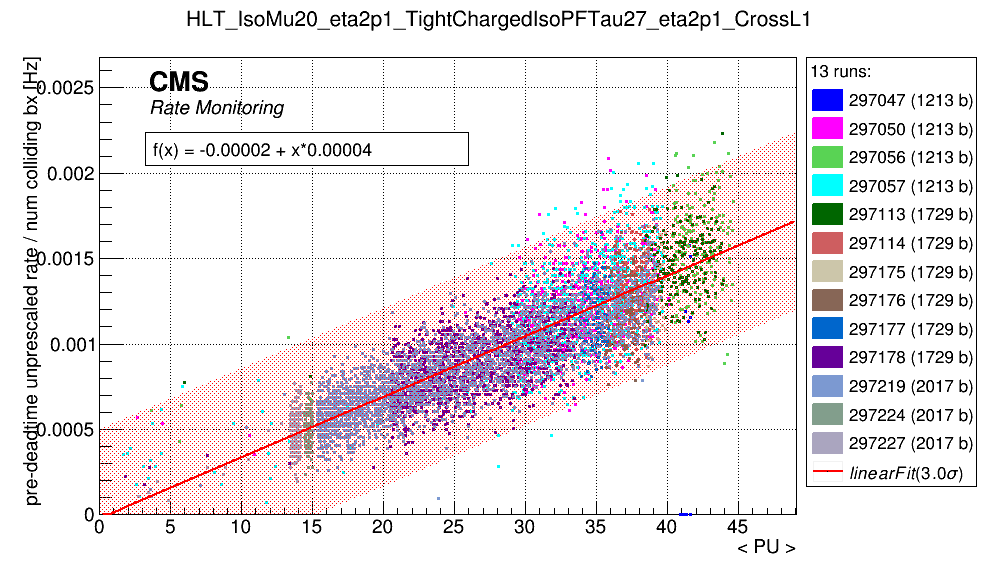 HLT_IsoMu20_eta2p1_TightChargedIsoPFTau27_eta2p1_CrossL1
pre-deadtime unprescaled rate / num colliding bx [Hz]
CMS
Rate Monitoring
f(x) = -0.00002 + x*0.00004
0.0025
0.002
0.0015
0.001
0.0005
0
0 5 10 15 20 25 30 35 40 45
< PU >
13 runs:
297047 (1213 b)
297050 (1213 b)
297056 (1213 b)
297057 (1213 b)
297113 (1729 b)
297114 (1729 b)
297175 (1729 b)
297176 (1729 b)
297177 (1729 b)
297178 (1729 b)
297219 (2017 b)
297224 (2017 b)
297227 (2017 b)
linearFit(3.0σ)